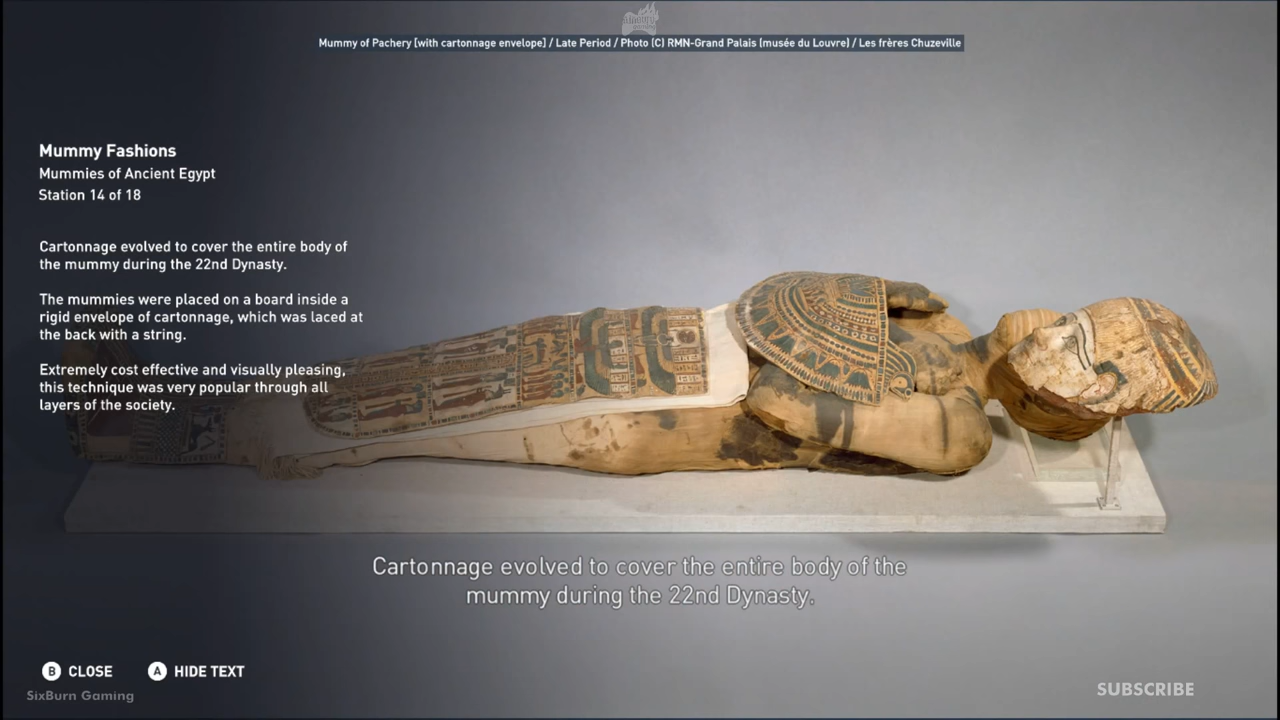 Mummy of Pachery [with cartonnage envelope] / Late Period / Photo (C) RMN-Grand Palais (musée du Louvre) / Les frères Chuzeville
Mummy Fashions
Mummies of Ancient Egypt
Station 14 of 18
Cartonnage evolved to cover the entire body of
the mummy during the 22nd Dynasty.
The mummies were placed on a board inside a
rigid envelope of cartonnage, which was laced at
the back with a string.
Extremely cost effective and visually pleasing,
this technique was very popular through all
layers of the society.
Cartonnage evolved to cover the entire body of the
mummy during the 22nd Dynasty.
B CLOSE
A HIDE TEXT
SixBurn Gaming
SUBSCRIBE